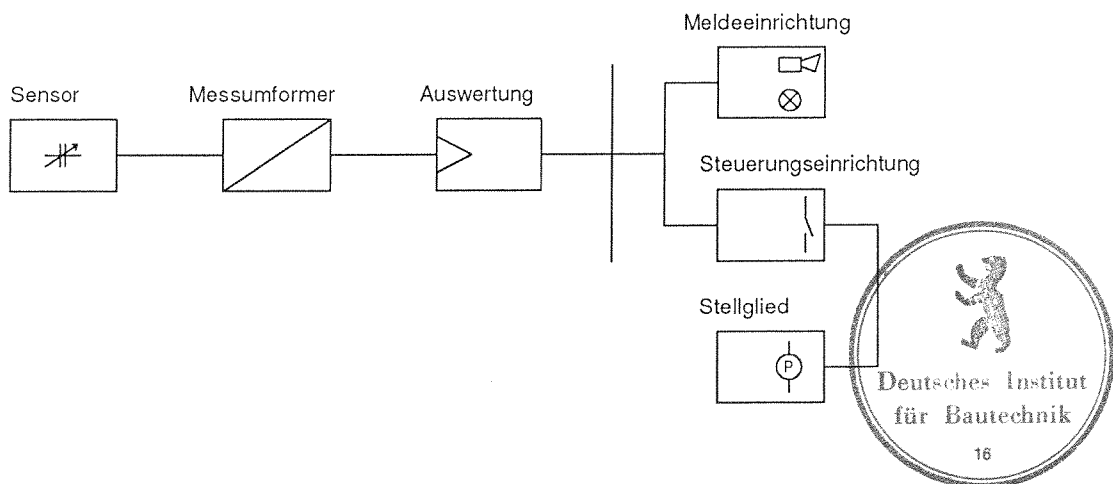 Meldeeinrichtung
Sensor
Messumformer
Auswertung
Steuerungseinrichtung
Stellglied
P
Deutsches Institut
für Bautechnik
16